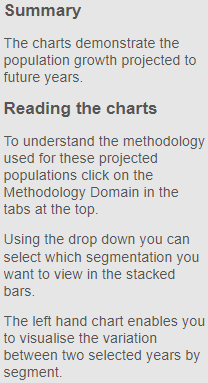 Summary
The charts demonstrate the
population growth projected to
future years.
Reading the charts
To understand the methodology
used for these projected
populations click on the
Methodology Domain in the
tabs at the top.
Using the drop down you can
select which segmentation you
want to view in the stacked
bars.
The left hand chart enables you
to visualise the variation
between two selected years by
segment.